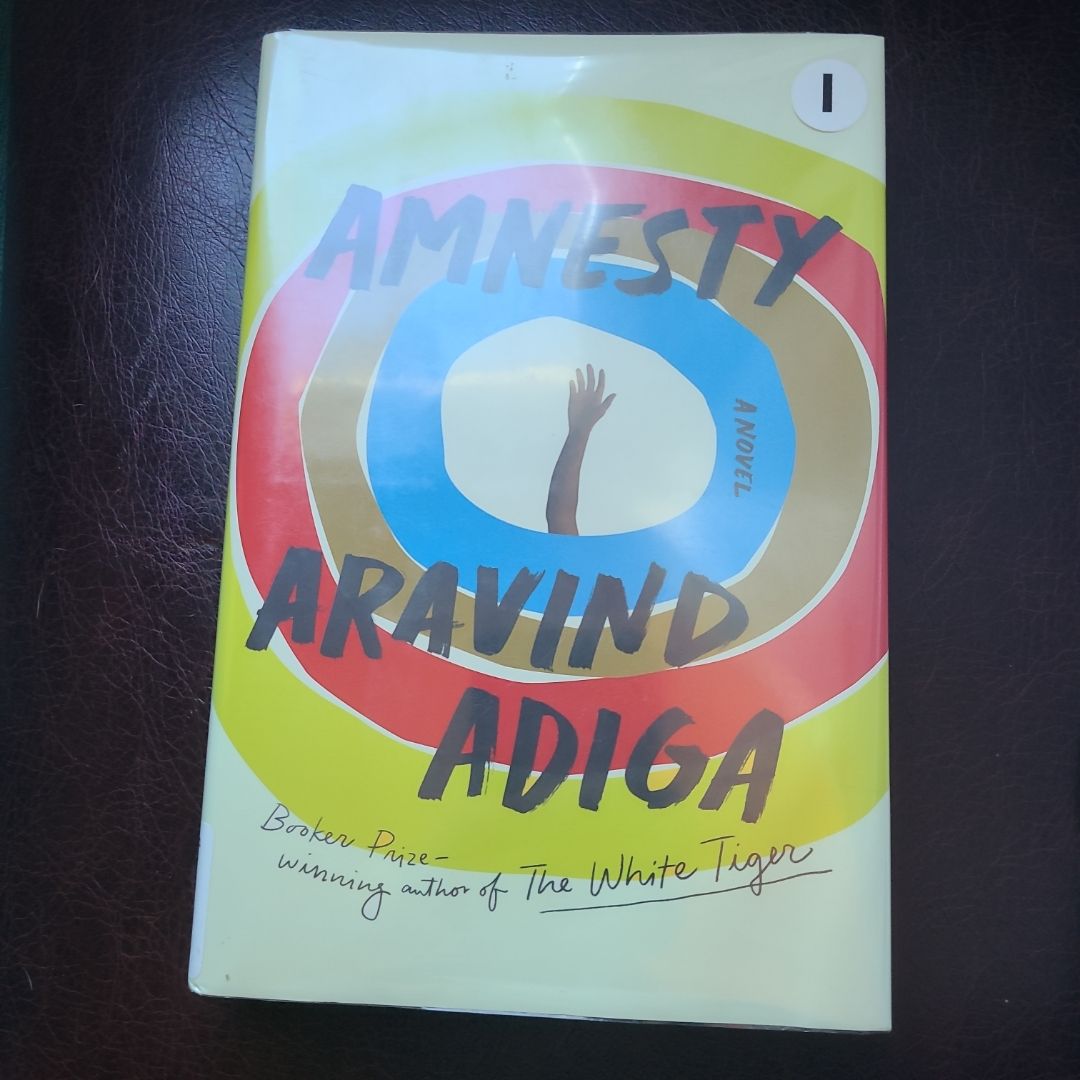 I
AMNESTY
A NOVEL
ARAVIND
ADIGA
Booker Prize-
winning author of The White Tiger